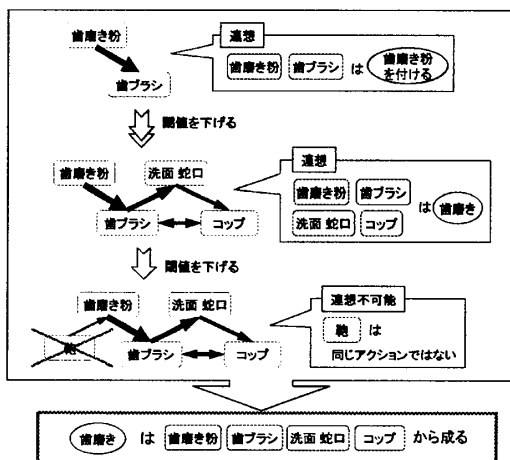 歯磨き粉
歯ブラシ
連想
歯磨き粉 歯ブラシ は 歯磨き粉を付ける
閾値を下げる
歯磨き粉 洗面 蛇口
歯ブラシ コップ
連想
歯磨き粉 歯ブラシ
洗面 蛇口 コップ
は 歯磨き
閾値を下げる
歯磨き粉 洗面 蛇口
鞄 歯ブラシ コップ
連想不可能
鞄 は
同じアクションではない
歯磨き は 歯磨き粉 歯ブラシ 洗面 蛇口 コップ から成る